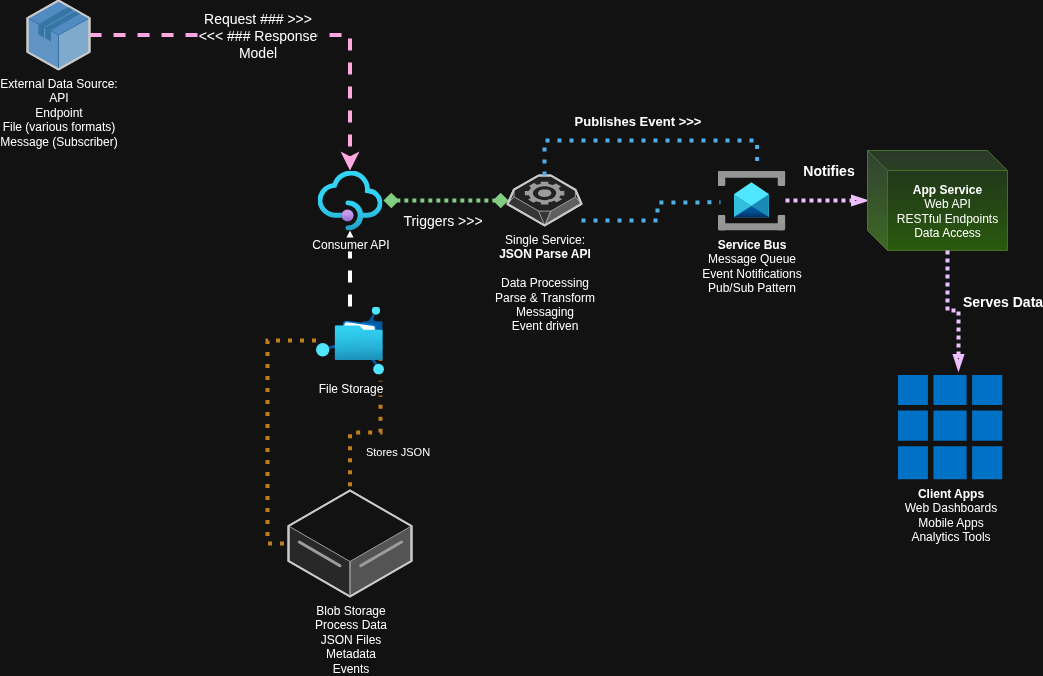 Request ### >>>
<<< ### Response
Model
External Data Source:
API
Endpoint
File (various formats)
Message (Subscriber)
Publishes Event >>>
Notifies
App Service
Web API
RESTful Endpoints
Data Access
Triggers >>>
Consumer API
Single Service:
JSON Parse API
Data Processing
Parse & Transform
Messaging
Event driven
Service Bus
Message Queue
Event Notifications
Pub/Sub Pattern
Serves Data
File Storage
Stores JSON
Client Apps
Web Dashboards
Mobile Apps
Analytics Tools
Blob Storage
Process Data
JSON Files
Metadata
Events